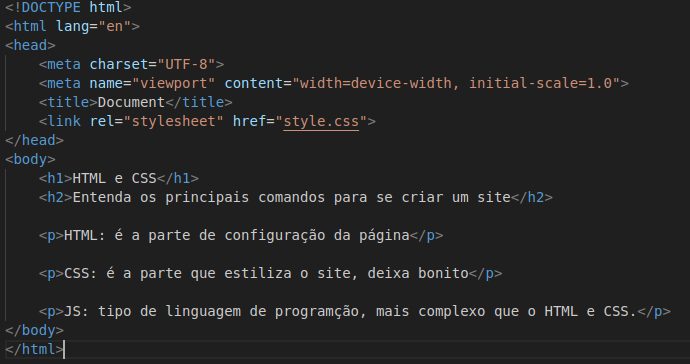 <!DOCTYPE html>
<html lang="en">
<head>
    <meta charset="UTF-8">
    <meta name="viewport" content="width=device-width, initial-scale=1.0">
    <title>Document</title>
    <link rel="stylesheet" href="style.css">
</head>
<body>
    <h1>HTML e CSS</h1>
    <h2>Entenda os principais comandos para se criar um site</h2>

    <p>HTML: é a parte de configuração da página</p>

    <p>CSS: é a parte que estiliza o site, deixa bonito</p>

    <p>JS: tipo de linguagem de programção, mais complexo que o HTML e CSS.</p>
</body>
</html>